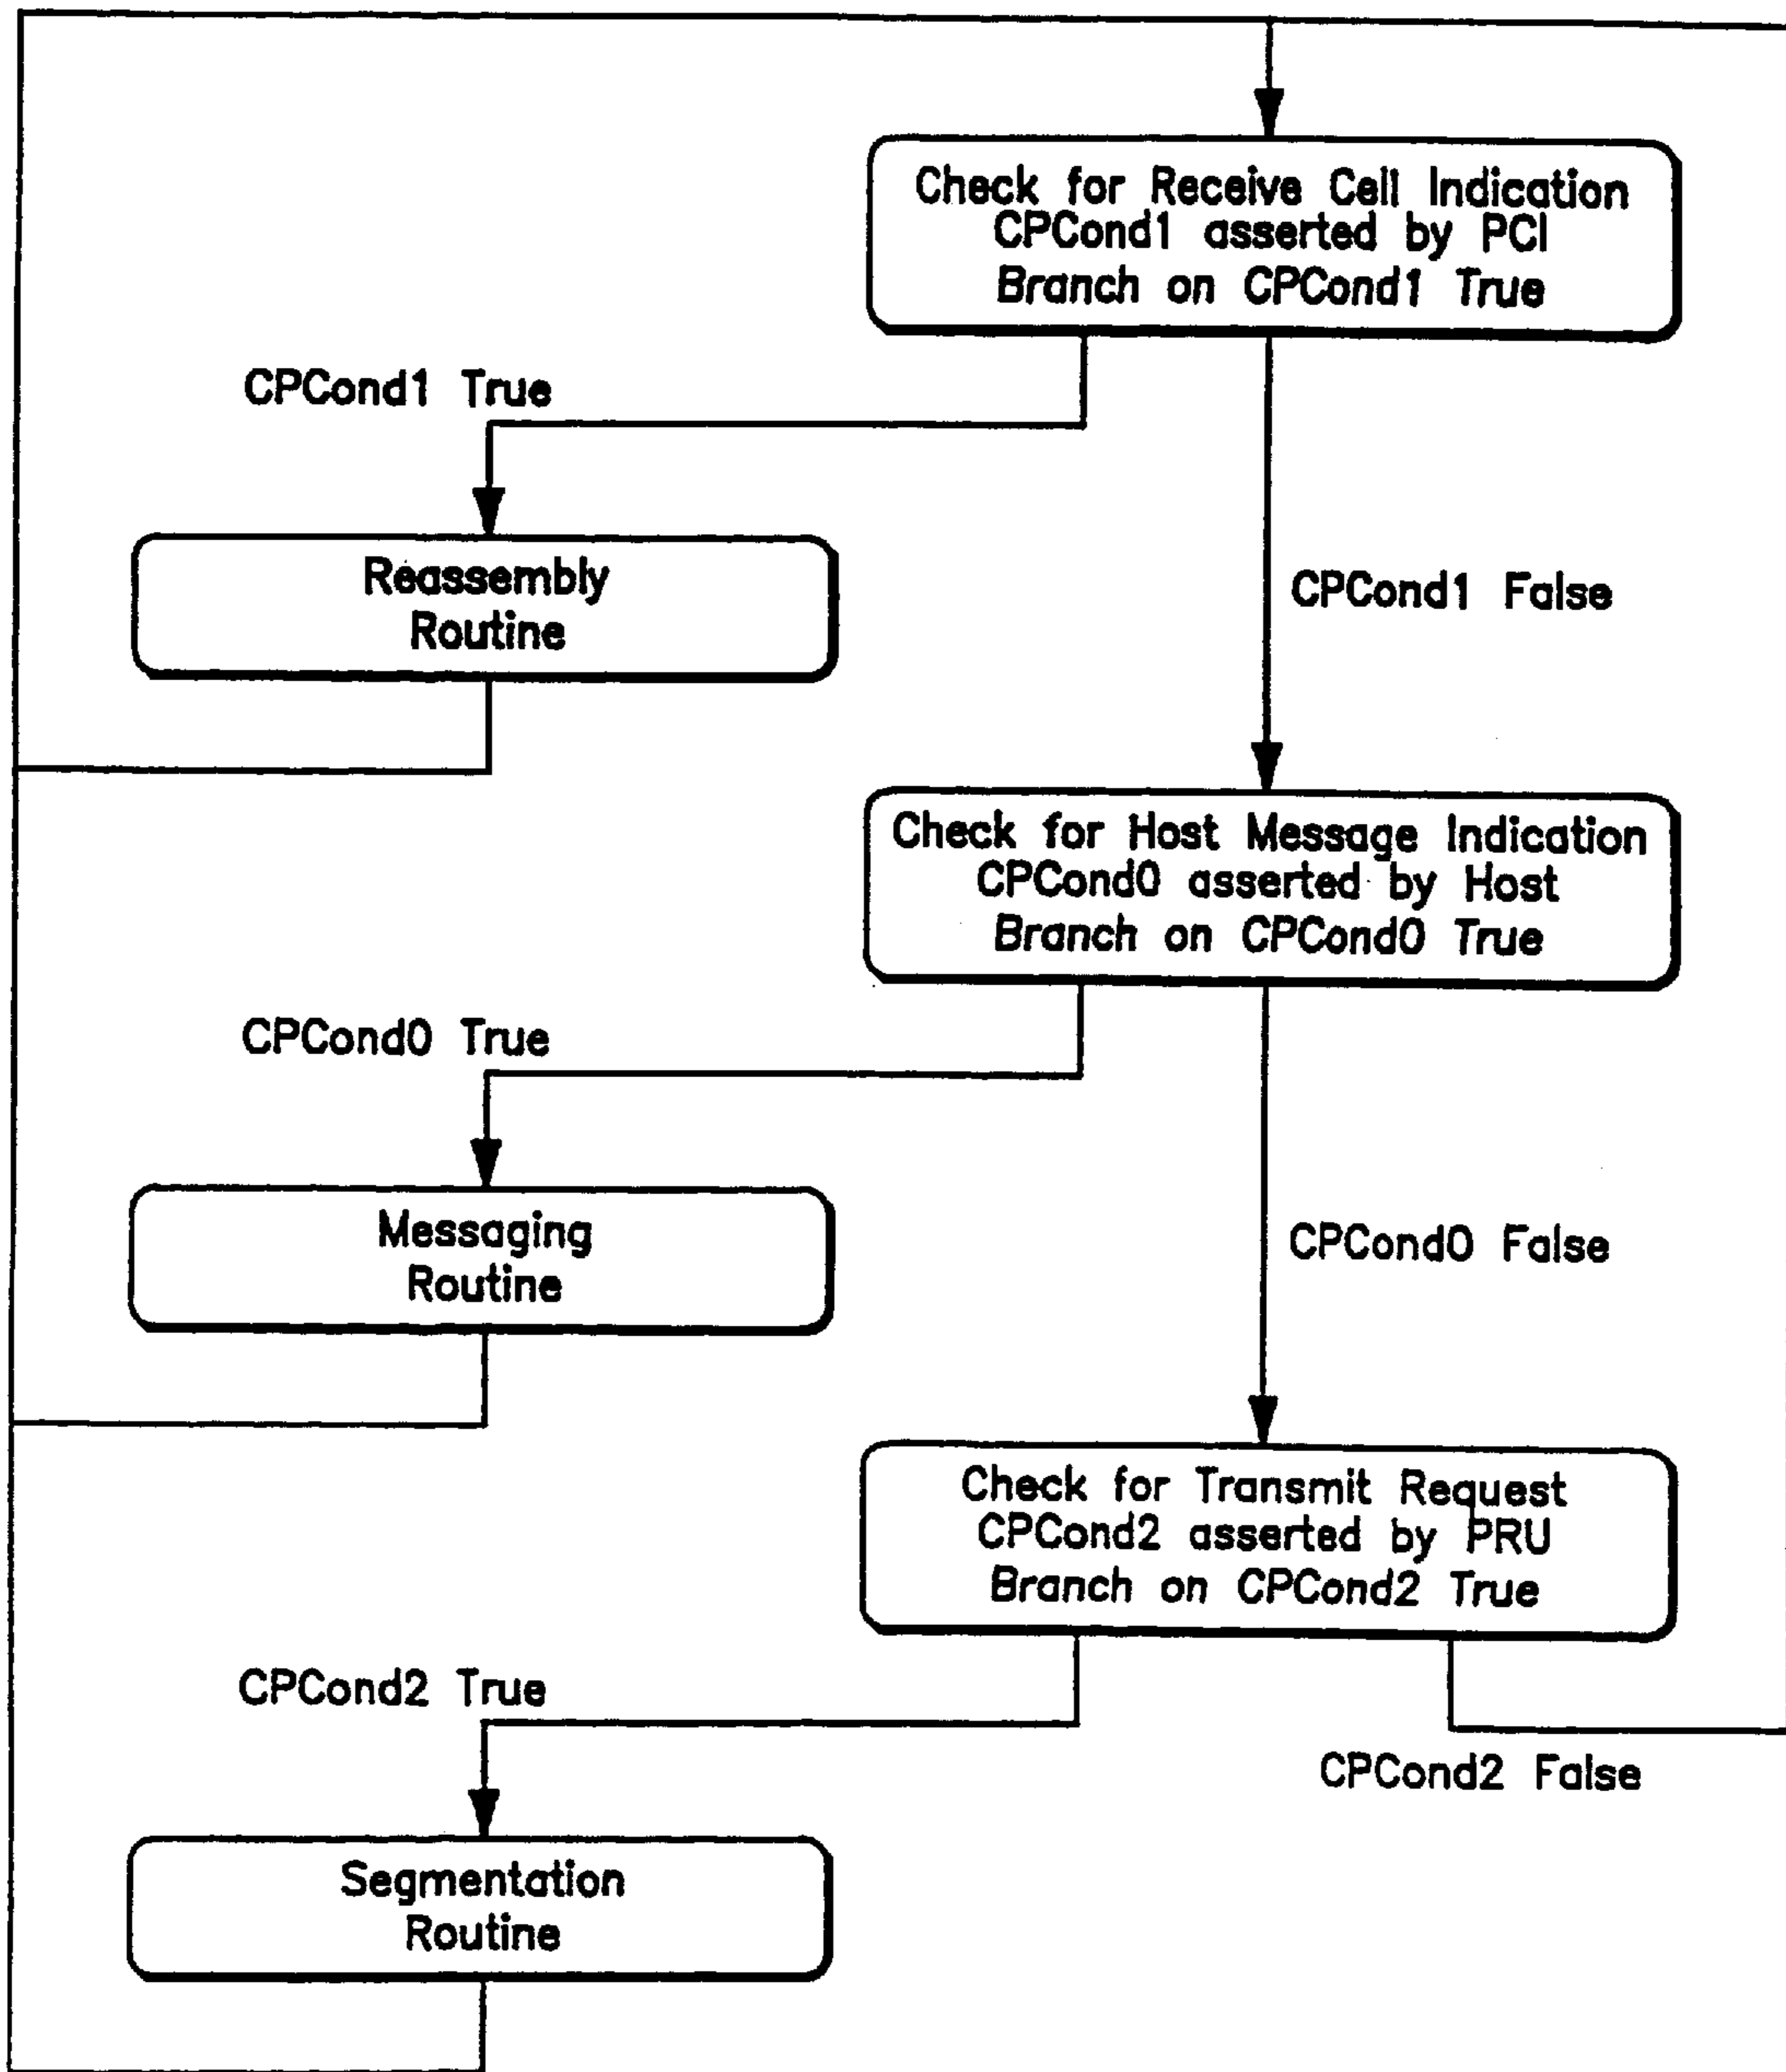 Check for Receive Cell Indication
CPCond1 asserted by PCI
Branch on CPCond1 True
CPCond1 True
Reassembly
Routine
CPCond1 False
Check for Host Message Indication
CPCond0 asserted by Host
Branch on CPCond0 True
CPCond0 True
Messaging
Routine
CPCond0 False
Check for Transmit Request
CPCond2 asserted by PRU
Branch on CPCond2 True
CPCond2 True
CPCond2 False
Segmentation
Routine